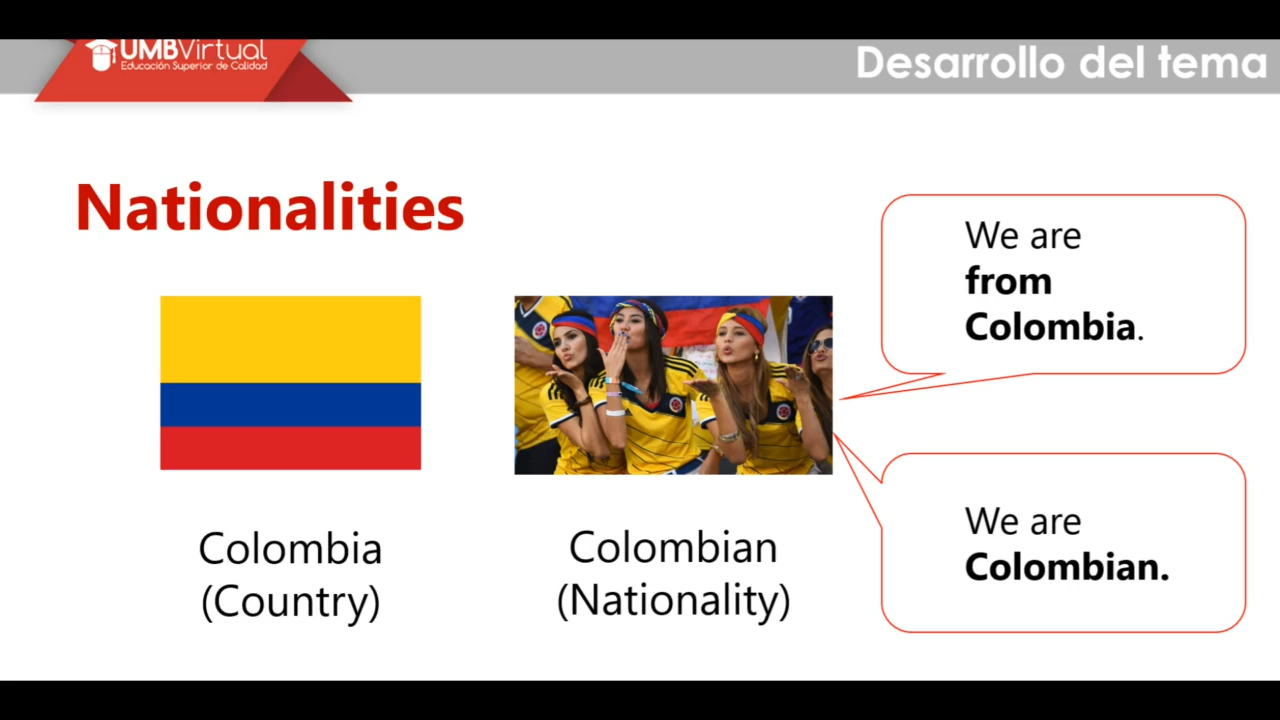 UMBVirtual
Educación Superior de Calidad
Desarrollo del tema
Nationalities
Colombia
(Country)
Colombian
(Nationality)
We are
from
Colombia.
We are
Colombian.